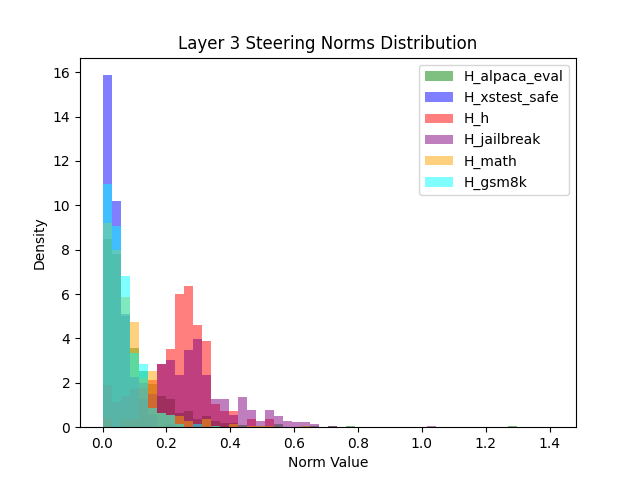 Layer 3 Steering Norms Distribution
H_alpaca_eval
H_xstest_safe
H_h
H_jailbreak
H_math
H_gsm8k
Density
16
14
12
10
8
6
4
2
0
0.0 0.2 0.4 0.6 0.8 1.0 1.2 1.4
Norm Value